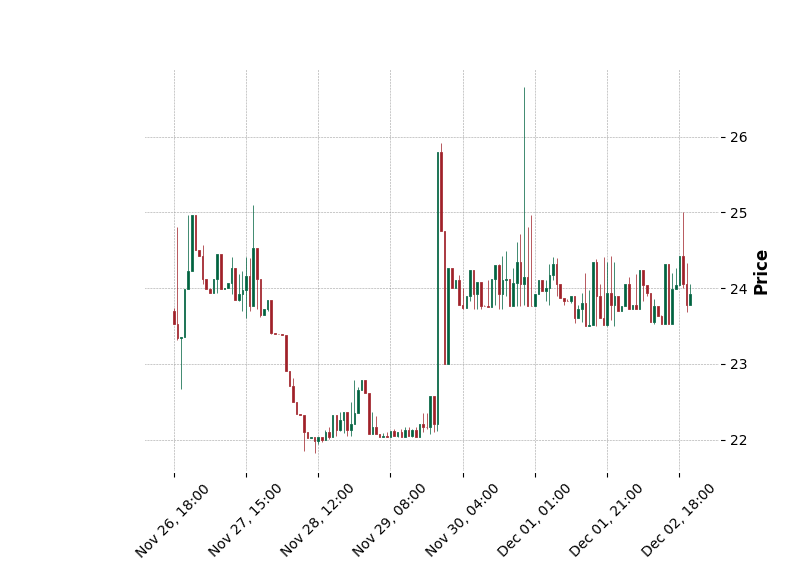 26
25
24
23
22
Price
Nov 26, 18:00
Nov 27, 15:00
Nov 28, 12:00
Nov 29, 08:00
Nov 30, 04:00
Dec 01, 01:00
Dec 01, 21:00
Dec 02, 18:00